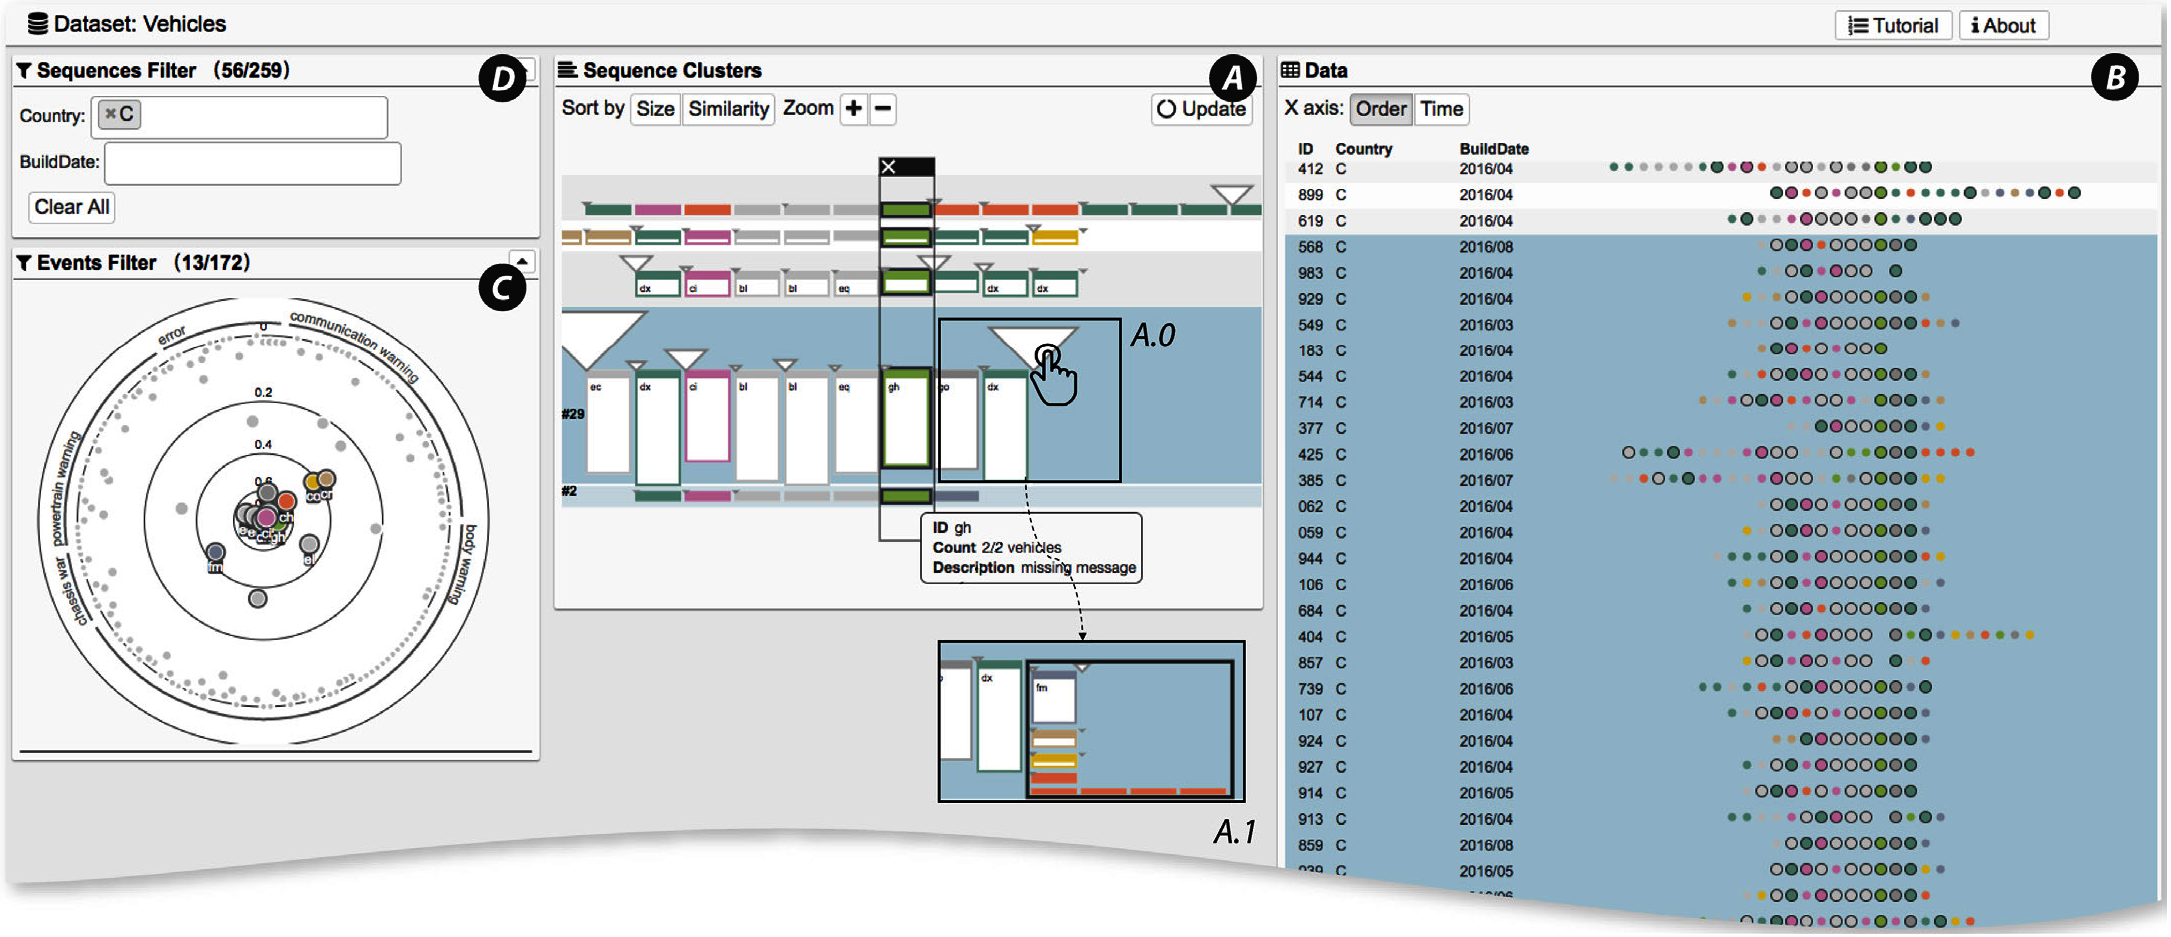 Dataset: Vehicles
Tutorial
i About
Sequences Filter (56/259)
D
Country: ×C
BuildDate:
Clear All
Events Filter (13/172)
C
error
communication warning
powertrain warning
body warning
chassis war
0
0.2
0.4
co cr
ch
gh
el
fm
Sequence Clusters
A
Sort by Size Similarity Zoom + −
Update
X
dx ci bl bl eq dx dx
A.0
ec dx ci bl bl eq gh go dx
#29
#2
ID gh
Count 2/2 vehicles
Description missing message
dx fm
A.1
Data
B
X axis: Order Time
ID Country BuildDate
412 C 2016/04
899 C 2016/04
619 C 2016/04
568 C 2016/08
983 C 2016/04
929 C 2016/04
549 C 2016/03
183 C 2016/04
544 C 2016/04
714 C 2016/03
377 C 2016/07
425 C 2016/06
385 C 2016/07
062 C 2016/04
059 C 2016/04
944 C 2016/04
106 C 2016/06
684 C 2016/04
404 C 2016/05
857 C 2016/03
739 C 2016/06
107 C 2016/04
924 C 2016/04
927 C 2016/04
914 C 2016/05
913 C 2016/04
859 C 2016/08
939 C 2016/05